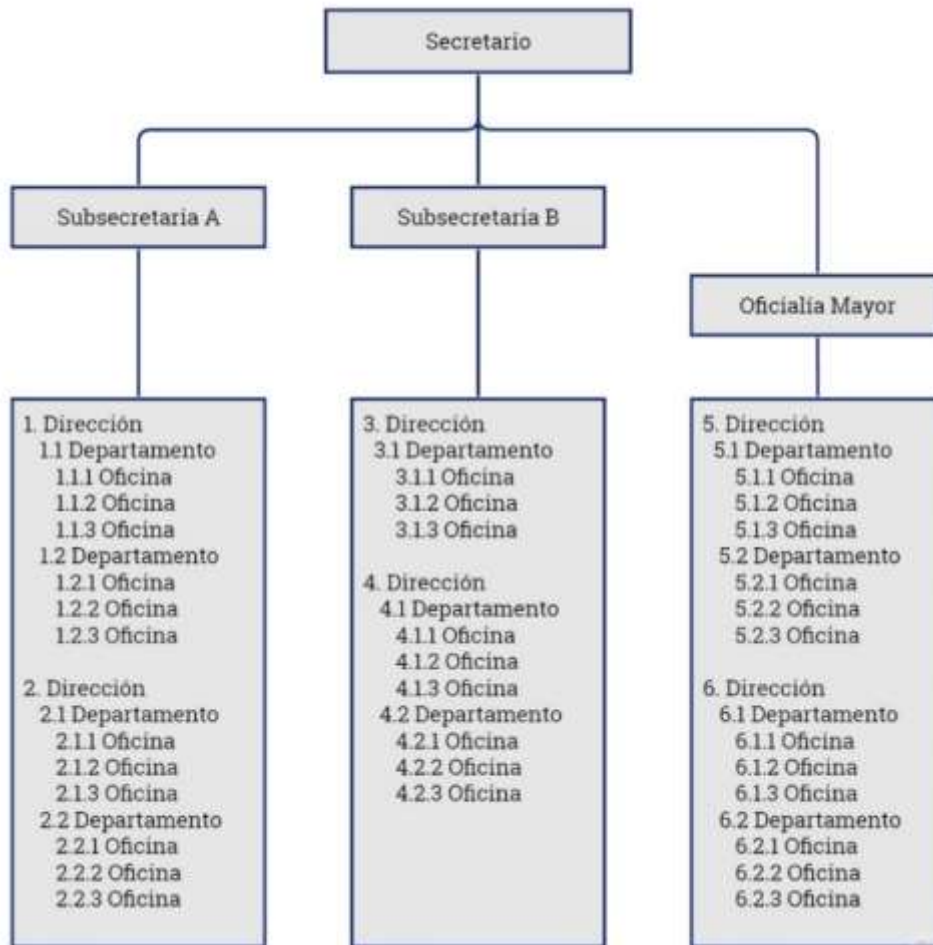 Secretario
Subsecretaria A
Subsecretaria B
Oficialía Mayor
1. Dirección
1.1 Departamento
1.1.1 Oficina
1.1.2 Oficina
1.1.3 Oficina
1.2 Departamento
1.2.1 Oficina
1.2.2 Oficina
1.2.3 Oficina
2. Dirección
2.1 Departamento
2.1.1 Oficina
2.1.2 Oficina
2.1.3 Oficina
2.2 Departamento
2.2.1 Oficina
2.2.2 Oficina
2.2.3 Oficina
3. Dirección
3.1 Departamento
3.1.1 Oficina
3.1.2 Oficina
3.1.3 Oficina
4. Dirección
4.1 Departamento
4.1.1 Oficina
4.1.2 Oficina
4.1.3 Oficina
4.2 Departamento
4.2.1 Oficina
4.2.2 Oficina
4.2.3 Oficina
5. Dirección
5.1 Departamento
5.1.1 Oficina
5.1.2 Oficina
5.1.3 Oficina
5.2 Departamento
5.2.1 Oficina
5.2.2 Oficina
5.2.3 Oficina
6. Dirección
6.1 Departamento
6.1.1 Oficina
6.1.2 Oficina
6.1.3 Oficina
6.2 Departamento
6.2.1 Oficina
6.2.2 Oficina
6.2.3 Oficina